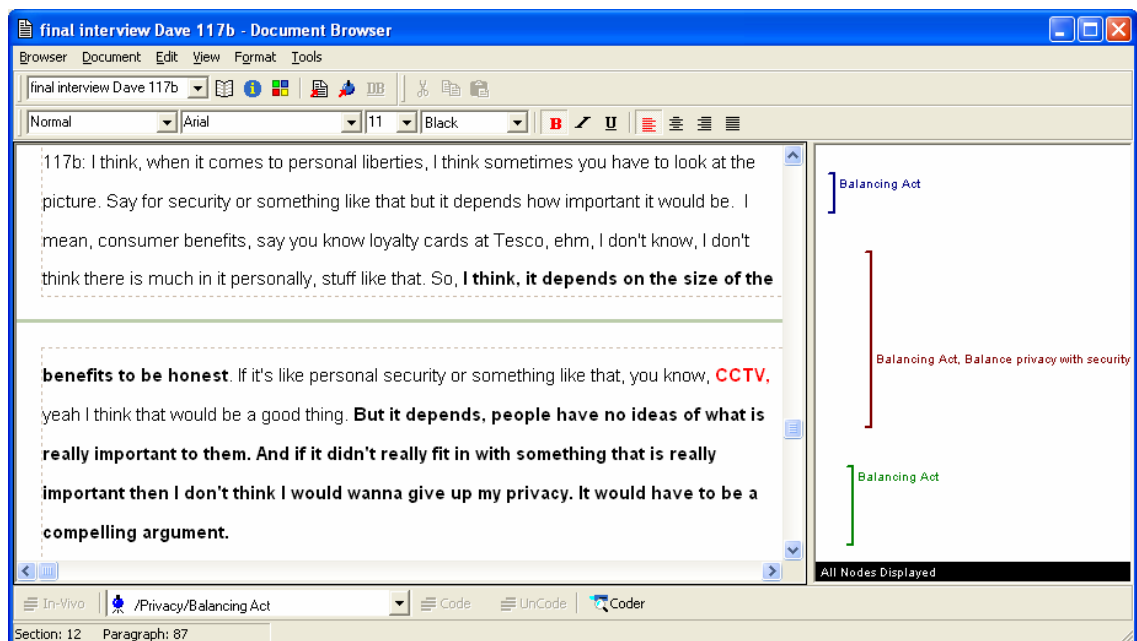 final interview Dave 117b - Document Browser
Browser Document Edit View Format Tools
final interview Dave 117b DB
Normal Arial 11 Black B I U
117b: I think, when it comes to personal liberties, I think sometimes you have to look at the
picture. Say for security or something like that but it depends how important it would be. I
mean, consumer benefits, say you know loyalty cards at Tesco, ehm, I don't know, I don't
think there is much in it personally, stuff like that. So, I think, it depends on the size of the
benefits to be honest. If it's like personal security or something like that, you know, CCTV,
yeah I think that would be a good thing. But it depends, people have no ideas of what is
really important to them. And if it didn't really fit in with something that is really
important then I don't think I would wanna give up my privacy. It would have to be a
compelling argument.
Balancing Act
Balancing Act, Balance privacy with security
Balancing Act
All Nodes Displayed
In-Vivo /Privacy/Balancing Act Code UnCode Coder
Section: 12 Paragraph: 87